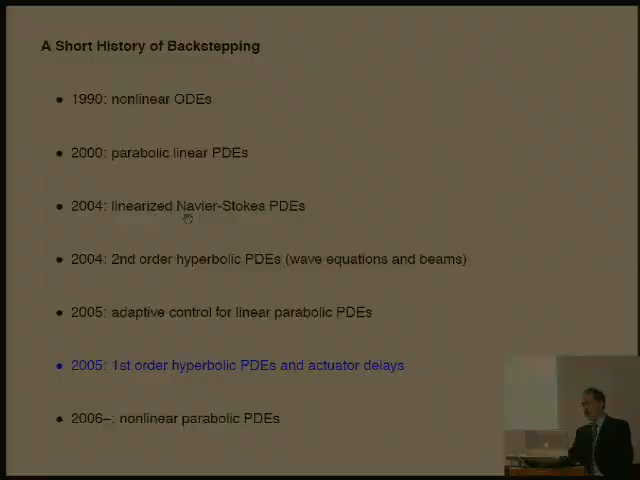 A Short History of Backstepping
• 1990: nonlinear ODEs
• 2000: parabolic linear PDEs
• 2004: linearized Navier-Stokes PDEs
• 2004: 2nd order hyperbolic PDEs (wave equations and beams)
• 2005: adaptive control for linear parabolic PDEs
• 2005: 1st order hyperbolic PDEs and actuator delays
• 2006–: nonlinear parabolic PDEs